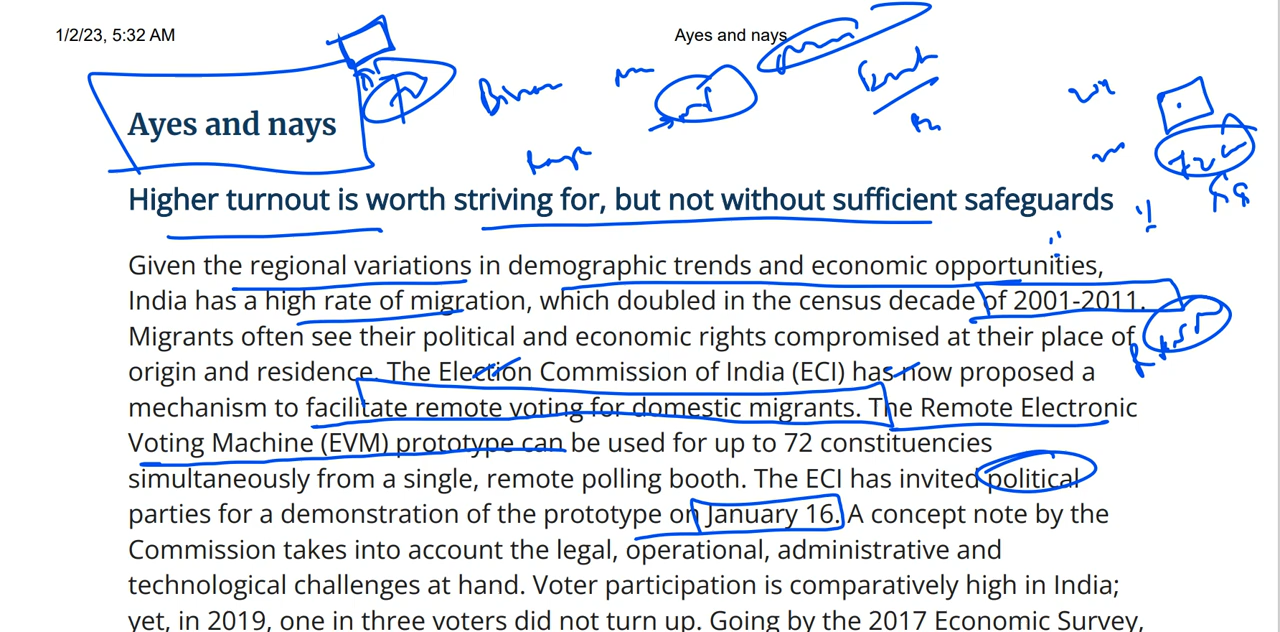 1/2/23, 5:32 AM
Ayes and nays
Ayes and nays
Higher turnout is worth striving for, but not without sufficient safeguards
Given the regional variations in demographic trends and economic opportunities,
India has a high rate of migration, which doubled in the census decade of 2001-2011.
Migrants often see their political and economic rights compromised at their place of
origin and residence. The Election Commission of India (ECI) has now proposed a
mechanism to facilitate remote voting for domestic migrants. The Remote Electronic
Voting Machine (EVM) prototype can be used for up to 72 constituencies
simultaneously from a single, remote polling booth. The ECI has invited political
parties for a demonstration of the prototype on January 16. A concept note by the
Commission takes into account the legal, operational, administrative and
technological challenges at hand. Voter participation is comparatively high in India;
yet, in 2019, one in three voters did not turn up. Going by the 2017 Economic Survey,